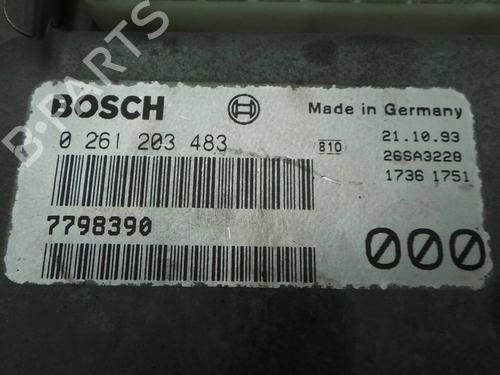 B-PARTS
BOSCH
Made in Germany
0 261 203 483
810
21.10.93
26SA3228
1736 1751
7798390
000